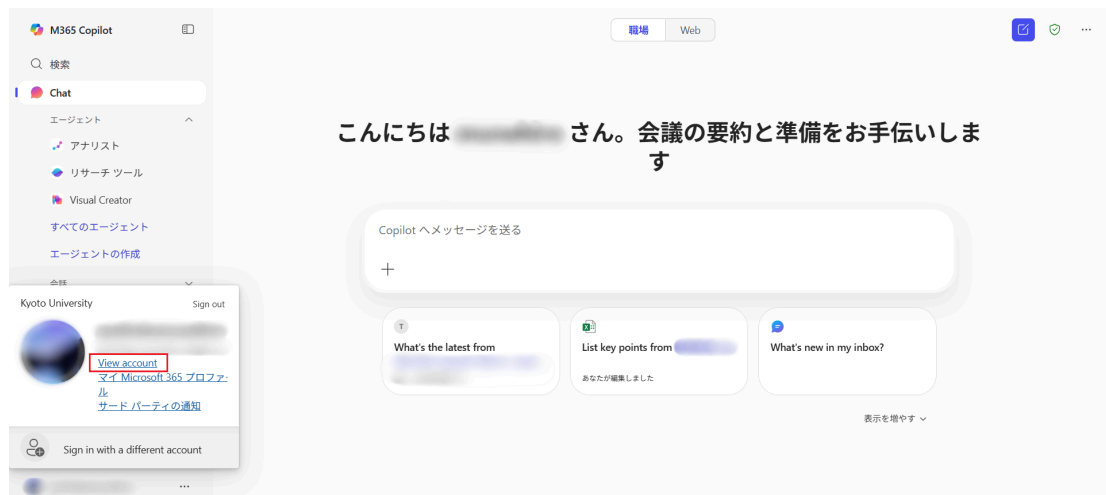 M365 Copilot
検索
Chat
エージェント
アナリスト
リサーチ ツール
Visual Creator
すべてのエージェント
エージェントの作成
会話
Kyoto University
Sign out
View account
マイ Microsoft 365 プロファイ
ル
サード パーティの通知
Sign in with a different account
職場
Web
こんにちは
さん。会議の要約と準備をお手伝いしま
す
Copilot へメッセージを送る
T
What's the latest from
List key points from
あなたが編集しました
What's new in my inbox?
表示を増やす